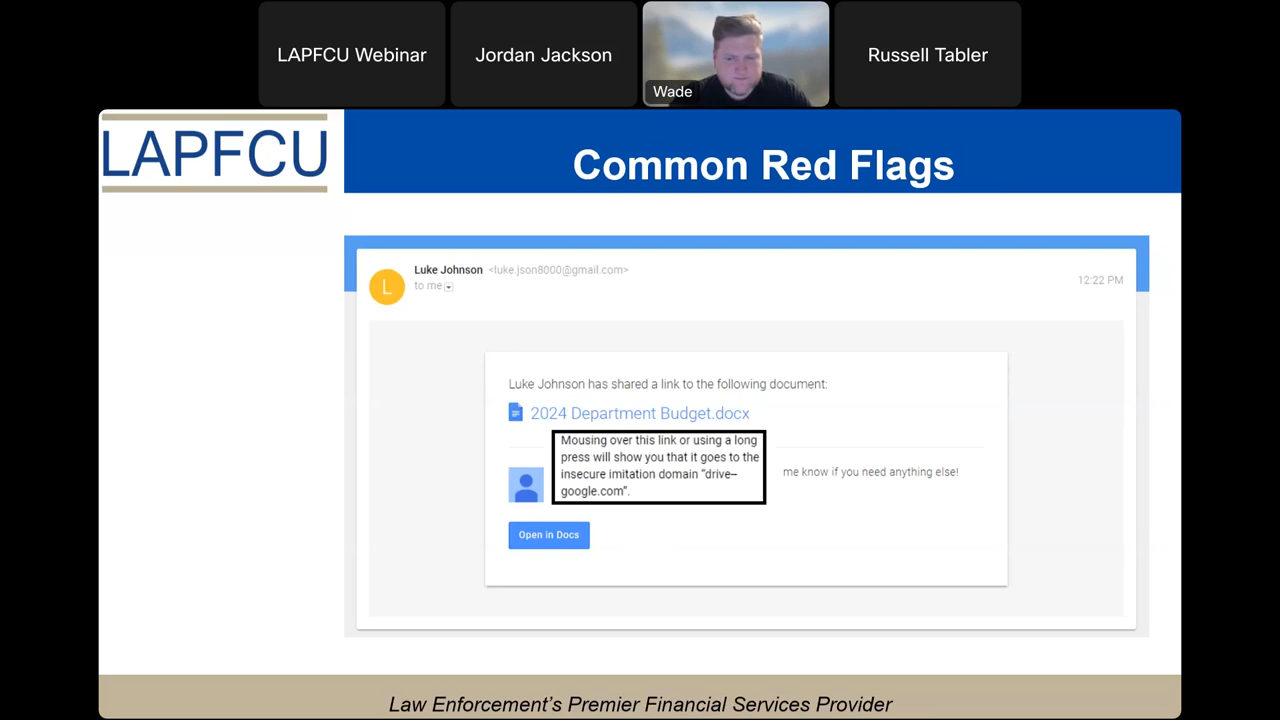 LAPFCU Webinar
Jordan Jackson
Wade
Russell Tabler
LAPFCU
Common Red Flags
L
Luke Johnson <luke.json8000@gmail.com>
to me
12:22 PM
Luke Johnson has shared a link to the following document:
2024 Department Budget.docx
Mousing over this link or using a long
press will show you that it goes to the
insecure imitation domain "drive--
google.com".
me know if you need anything else!
Open in Docs
Law Enforcement's Premier Financial Services Provider